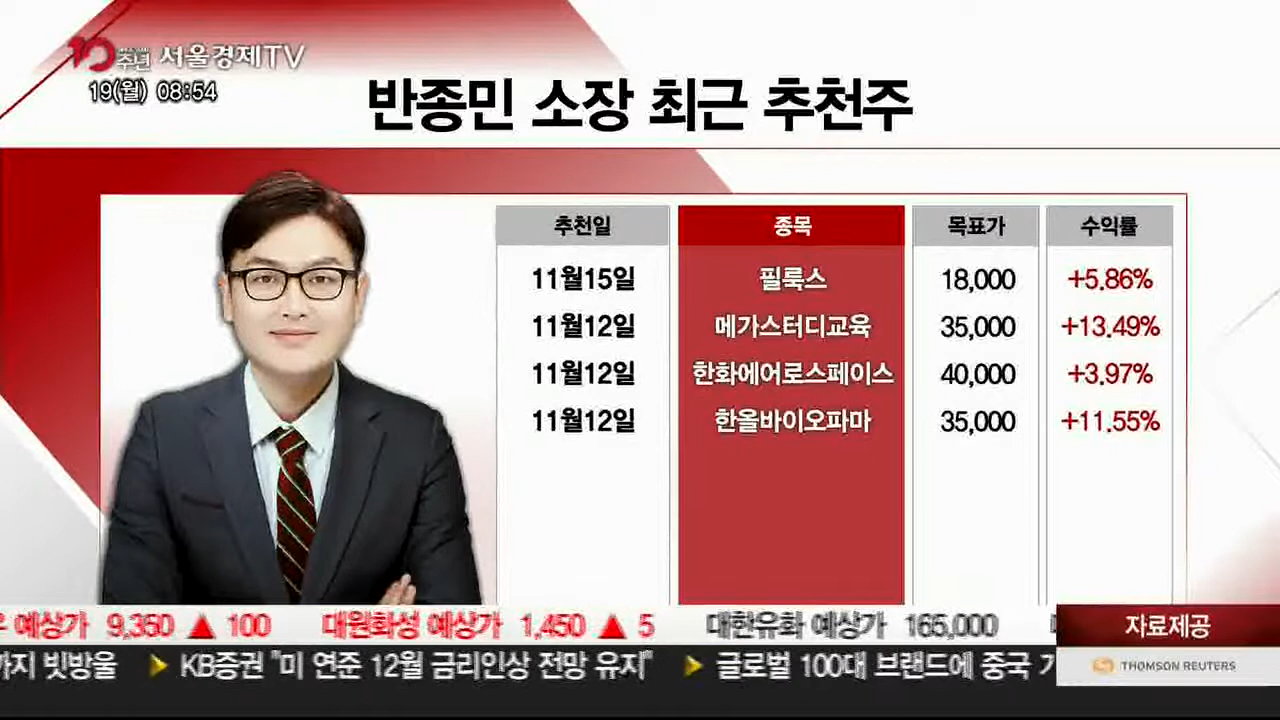 10주년 서울경제TV
19(월) 08:54
반종민 소장 최근 추천주
추천일 종목 목표가 수익률
11월15일 필룩스 18,000 +5.86%
11월12일 메가스터디교육 35,000 +13.49%
11월12일 한화에어로스페이스 40,000 +3.97%
11월12일 한올바이오파마 35,000 +11.55%
예상가 9,350 ▲ 100 대원화성 예상가 1,450 ▲ 5 대한유화 예상가 165,000
자료제공
까지 빗방울 KB증권 "미 연준 12월 금리인상 전망 유지" 글로벌 100대 브랜드에 중국
THOMSON REUTERS